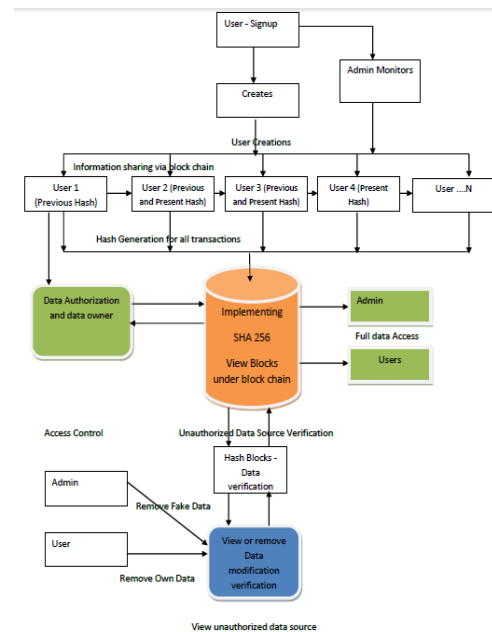 User - Signup
Admin Monitors
Creates
User Creations
Information sharing via block chain
User 1
(Previous Hash)
User 2 (Previous
and Present Hash)
User 3 (Previous
and Present Hash)
User 4 (Present
Hash)
User ....N
Hash Generation for all transactions
Data Authorization
and data owner
Implementing
SHA 256
View Blocks
under block chain
Admin
Full data Access
Users
Access Control
Unauthorized Data Source Verification
Hash Blocks -
Data
verification
Admin
Remove Fake Data
User
View or remove
Data
modification
verification
Remove Own Data
View unauthorized data source